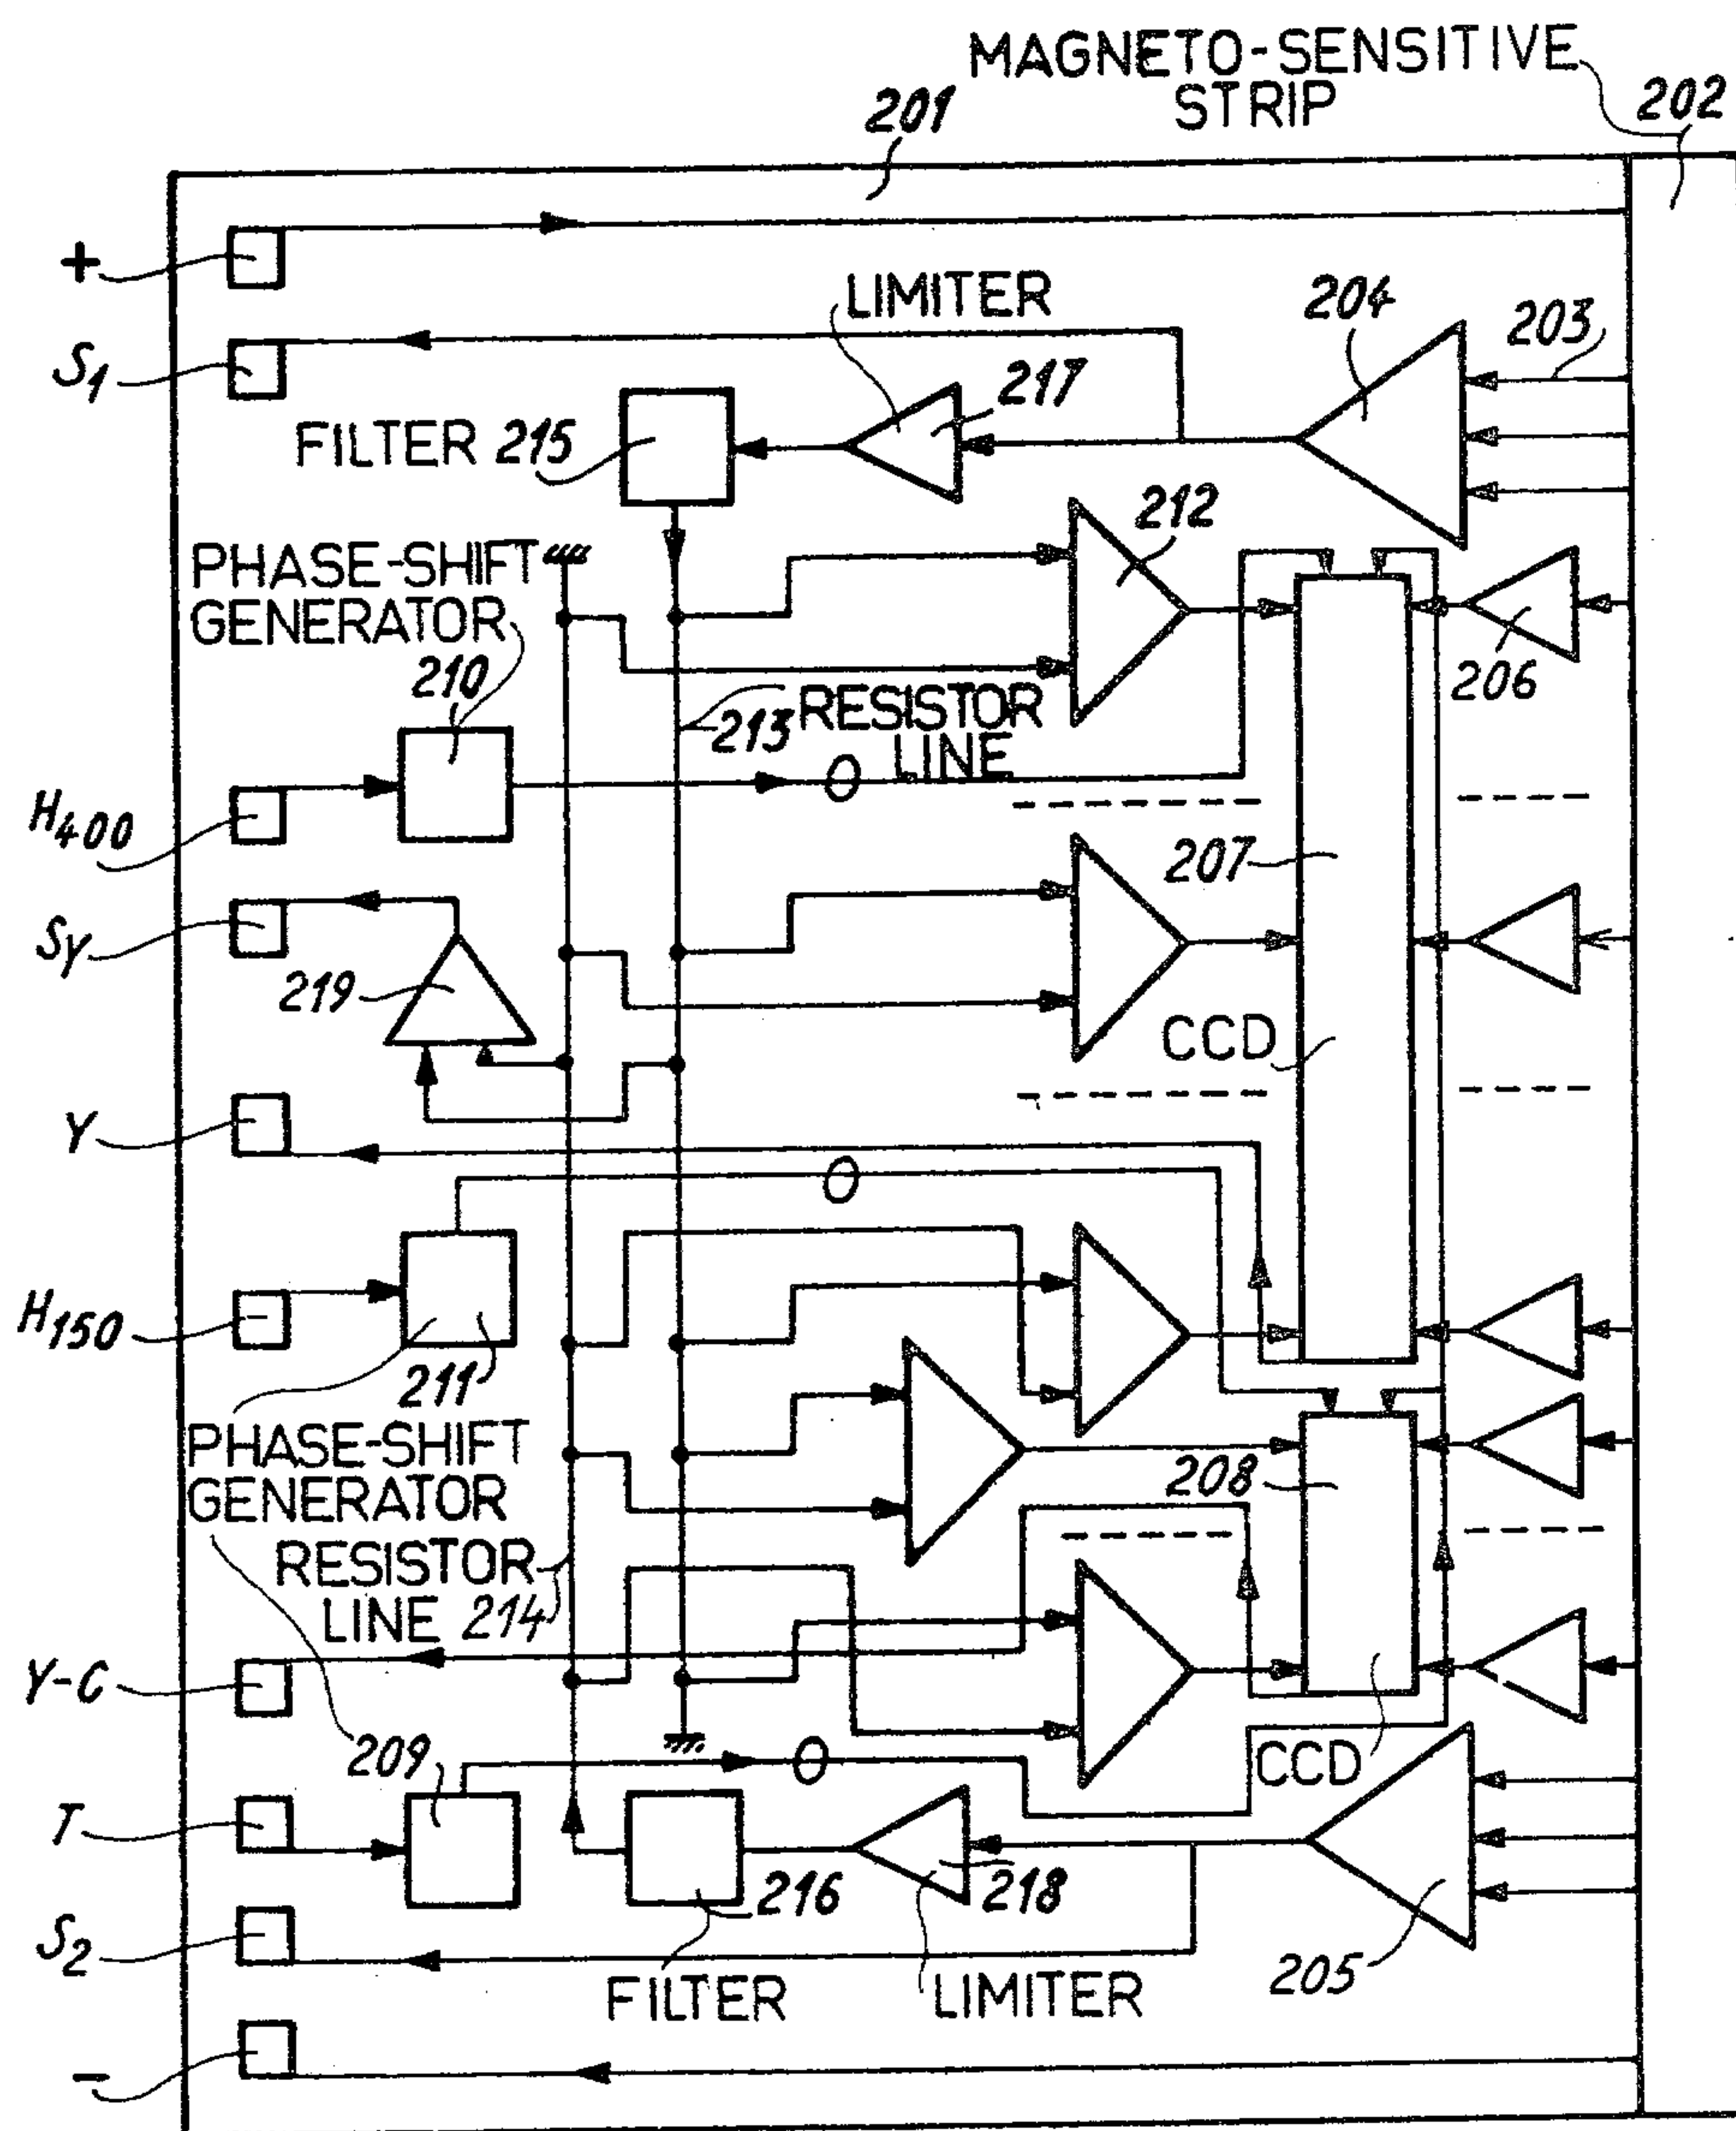 MAGNETO-SENSITIVE
STRIP
201
202
+
S1
LIMITER
204
203
217
FILTER 215
212
PHASE-SHIFT
GENERATOR
210
206
213 RESISTOR
LINE
H400
207
SY
219
CCD
Y
H150
211
PHASE-SHIFT
GENERATOR
208
RESISTOR
LINE 214
Y-C
209
CCD
T
216
218
S2
205
FILTER
LIMITER
-